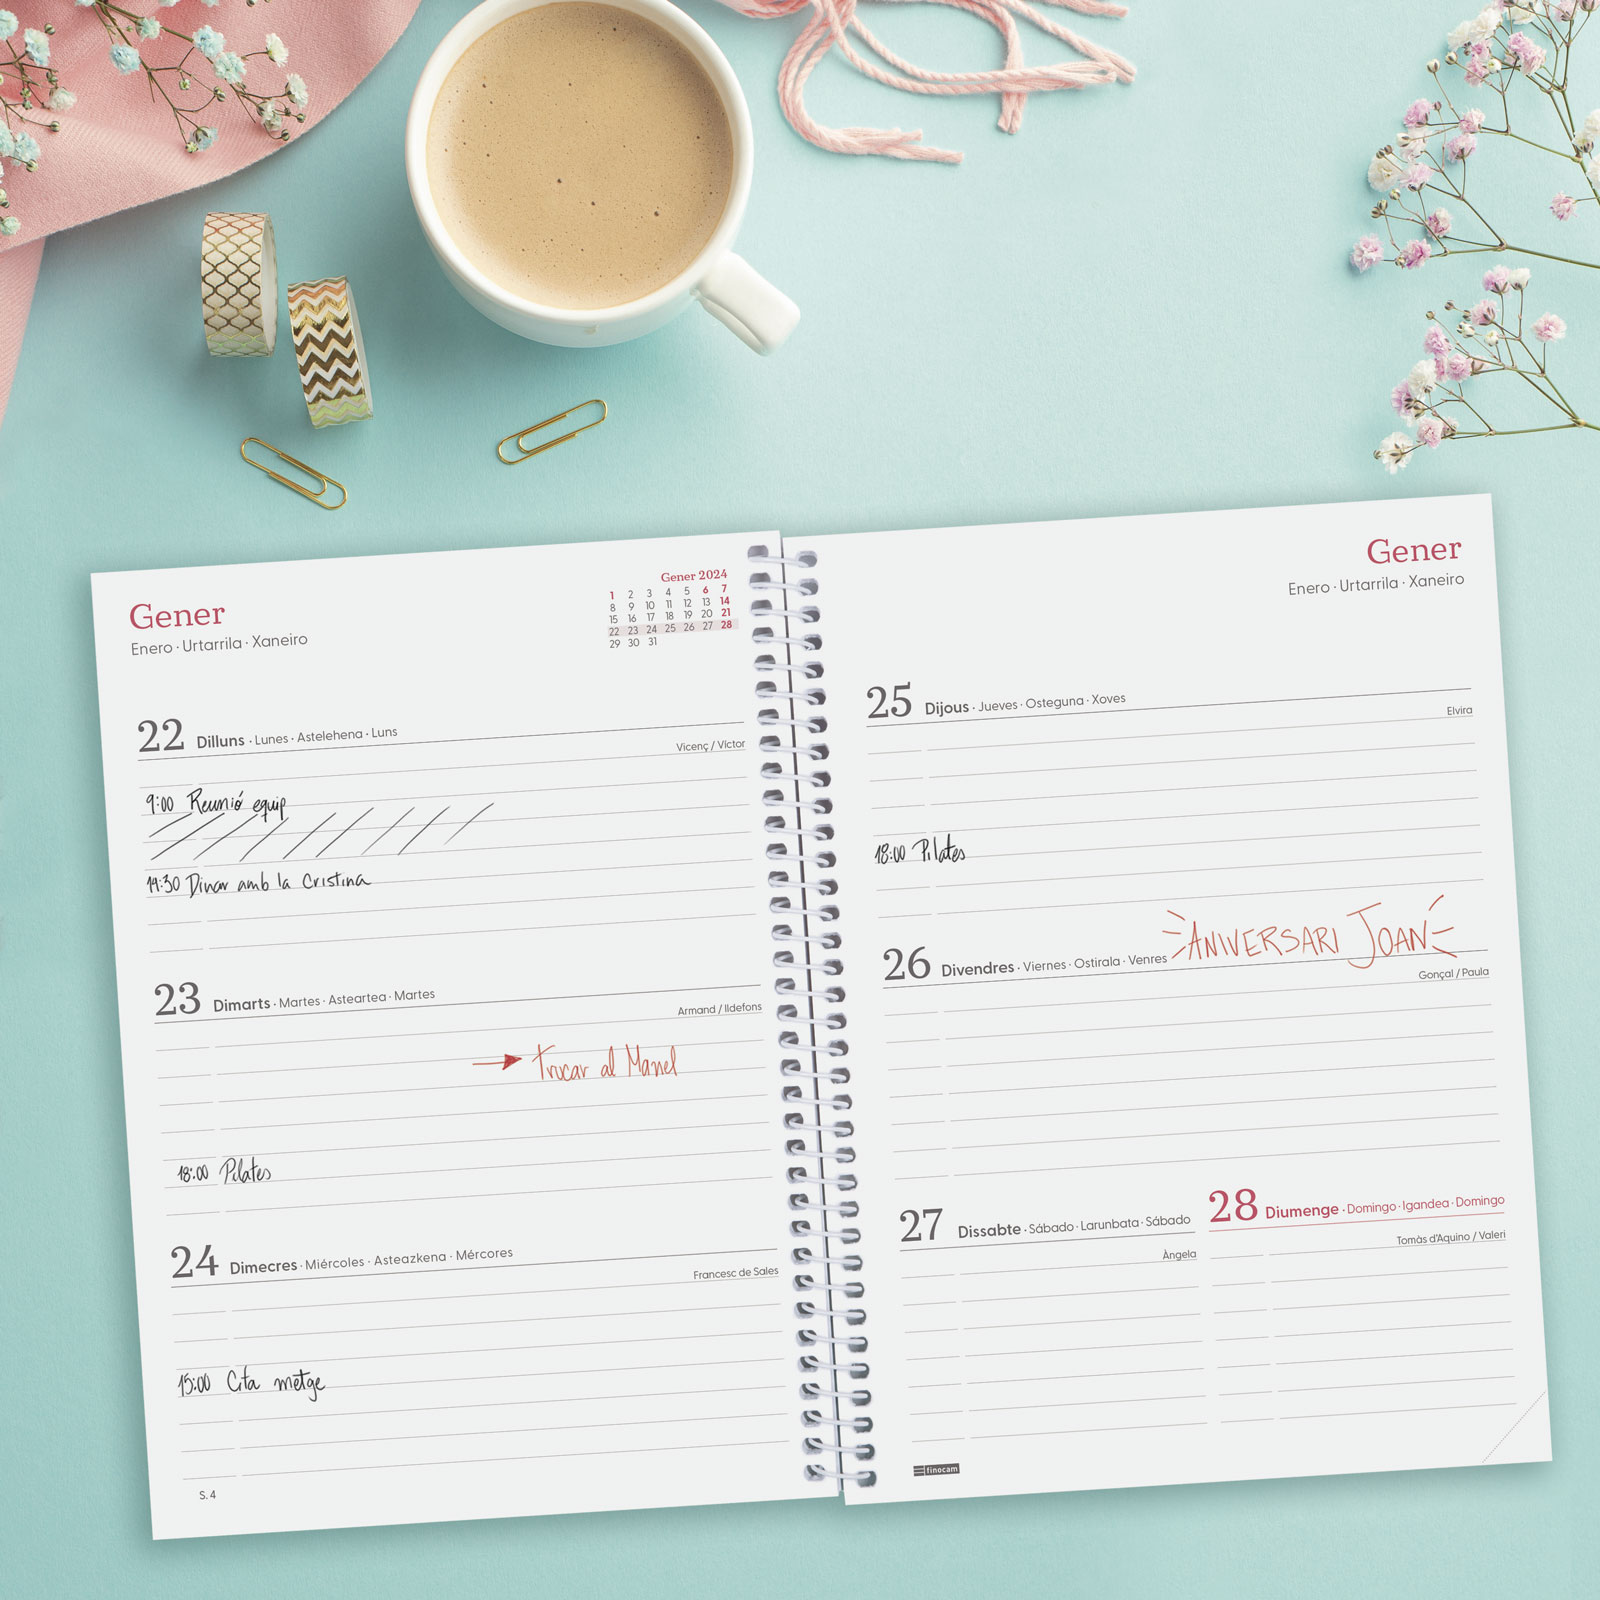 Gener
Enero · Urtarrila · Xaneiro
Gener 2024
1 2 3 4 5 6 7
8 9 10 11 12 13 14
15 16 17 18 19 20 21
22 23 24 25 26 27 28
29 30 31
22 Dilluns · Lunes · Astelehena · Luns
Vicenç / Víctor
9:00 Reunió equip
14:30 Dinar amb la Cristina
23 Dimarts · Martes · Asteartea · Martes
Armand / Ildefons
Trucar al Manel
18:00 Pilates
24 Dimecres · Miércoles · Asteazkena · Mércores
Francesc de Sales
15:00 Cita metge
S. 4
Gener
Enero · Urtarrila · Xaneiro
25 Dijous · Jueves · Osteguna · Xoves
Elvira
18:00 Pilates
26 Divendres · Viernes · Ostirala · Venres ANIVERSARI JOAN
Gonçal / Paula
27 Dissabte · Sábado · Larunbata · Sábado
Àngela
28 Diumenge · Domingo · Igandea · Domingo
Tomàs d'Aquino / Valeri
finocam